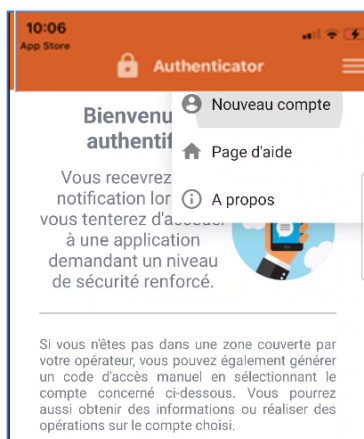 10:06
App Store
Authenticator
Nouveau compte
Page d'aide
A propos
Bienvenu
authentif
Vous recevrez
notification lor
vous tenterez d'accéder
à une application
demandant un niveau
de sécurité renforcé.
Si vous n'êtes pas dans une zone couverte par
votre opérateur, vous pouvez également générer
un code d'accès manuel en sélectionnant le
compte concerné ci-dessous. Vous pourrez
aussi obtenir des informations ou réaliser des
opérations sur le compte choisi.